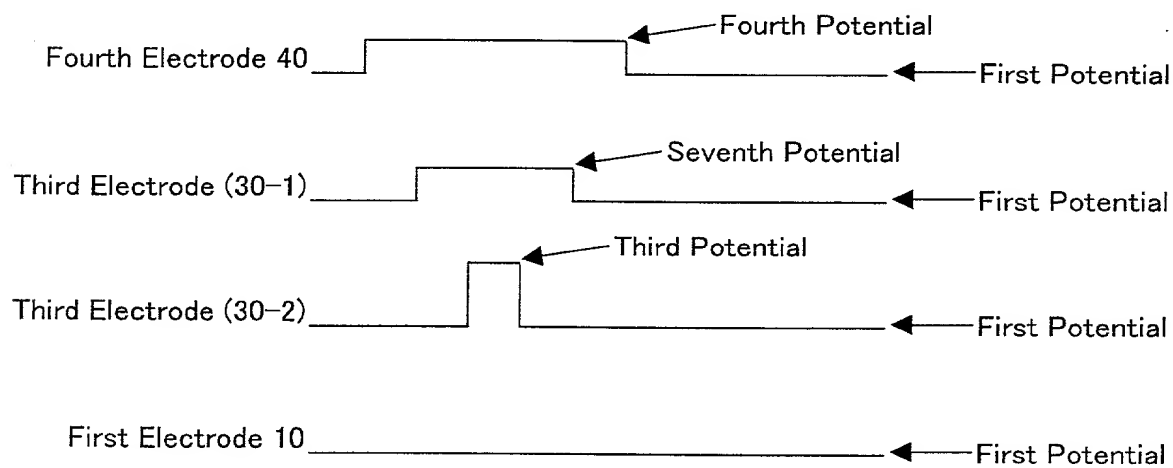 Fourth Potential
Fourth Electrode 40
First Potential
Seventh Potential
Third Electrode (30-1)
First Potential
Third Potential
Third Electrode (30-2)
First Potential
First Electrode 10
First Potential